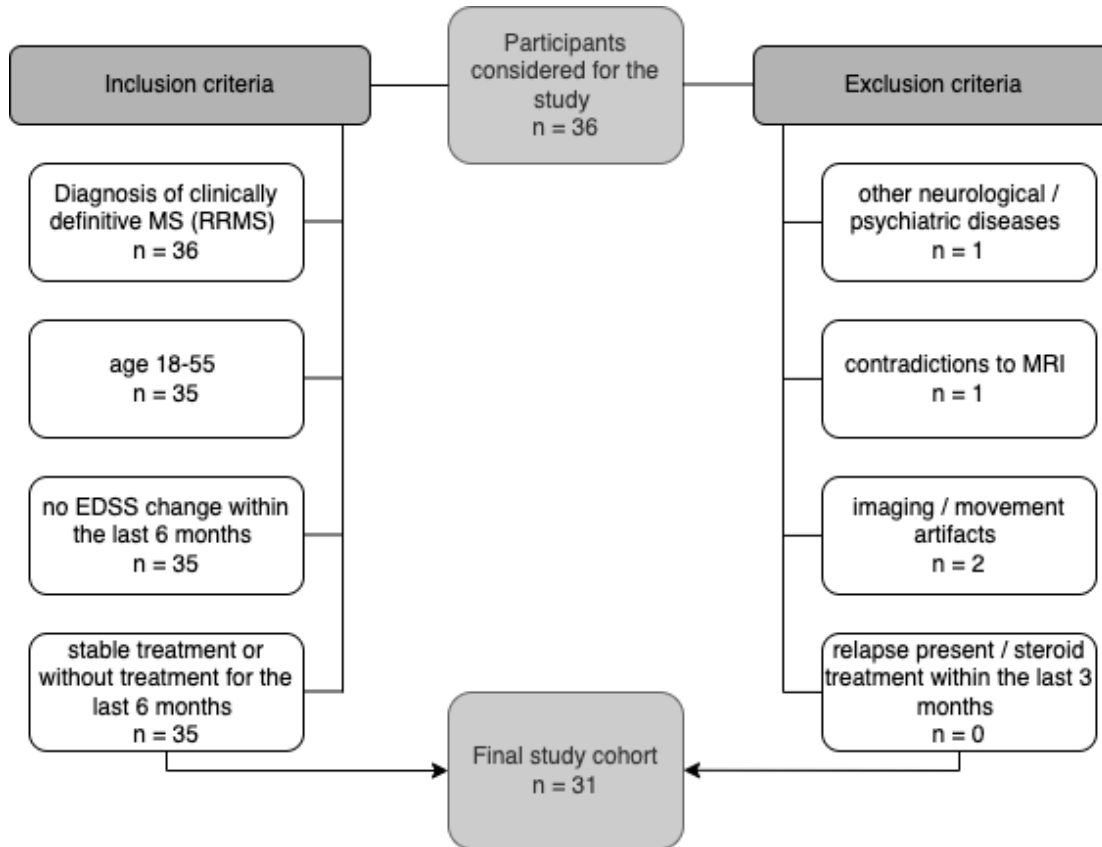 Participants
considered for the
study
n = 36
Inclusion criteria
Diagnosis of clinically
definitive MS (RRMS)
n = 36
age 18-55
n = 35
no EDSS change within
the last 6 months
n = 35
stable treatment or
without treatment for the
last 6 months
n = 35
Exclusion criteria
other neurological /
psychiatric diseases
n = 1
contradictions to MRI
n = 1
imaging / movement
artifacts
n = 2
relapse present / steroid
treatment within the last 3
months
n = 0
Final study cohort
n = 31